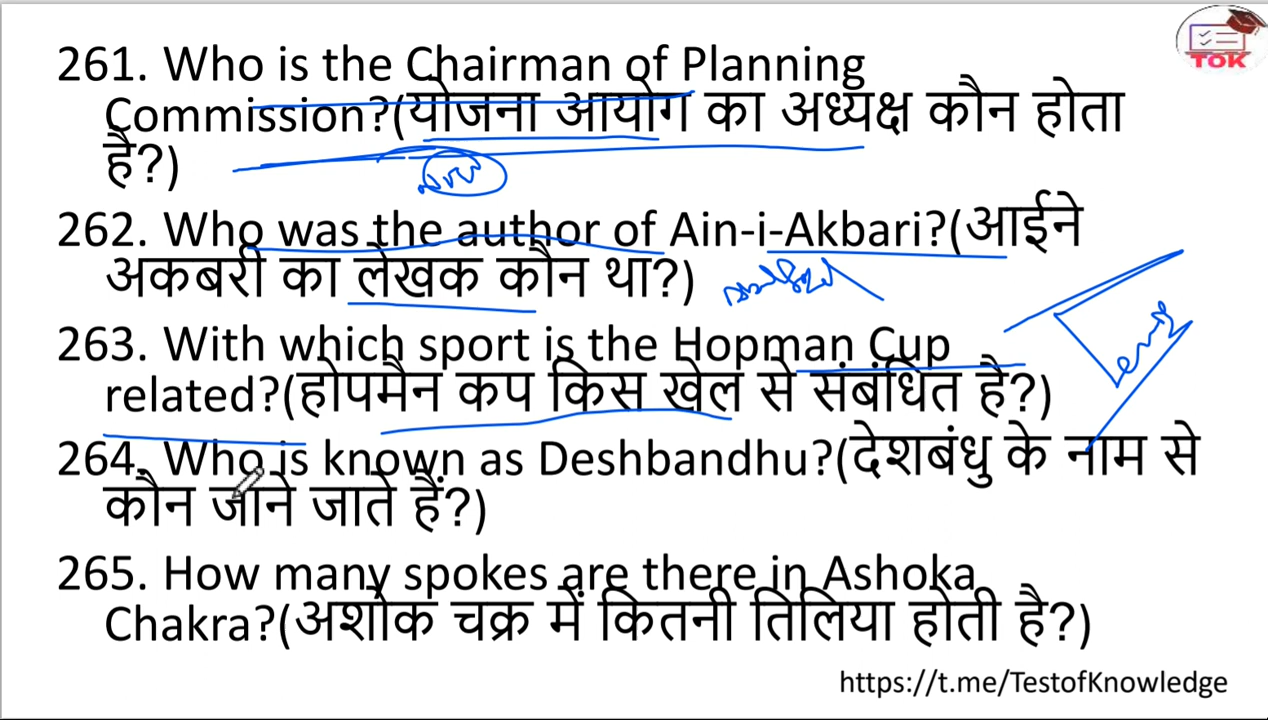 TOK
261. Who is the Chairman of Planning
Commission?(योजना आयोग का अध्यक्ष कौन होता
है?)
262. Who was the author of Ain-i-Akbari?(आईने
अकबरी का लेखक कौन था?)
263. With which sport is the Hopman Cup
related?(होपमैन कप किस खेल से संबंधित है?)
264. Who is known as Deshbandhu?(देशबंधु के नाम से
कौन जाने जाते हैं?)
265. How many spokes are there in Ashoka
Chakra?(अशोक चक्र में कितनी तिलिया होती है?)
https://t.me/TestofKnowledge